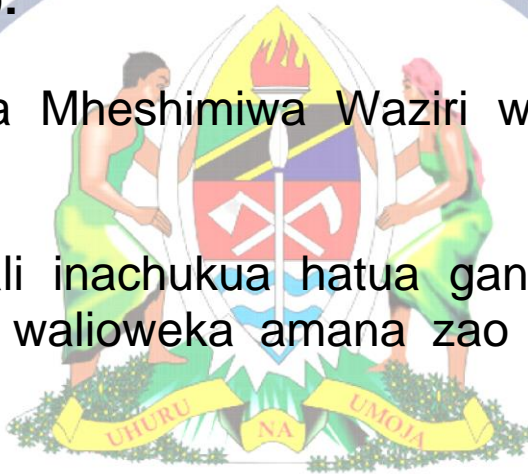 a Mheshimiwa Waziri w
li inachukua hatua gan
walioweka amana zao
UHURU NA UMOJA